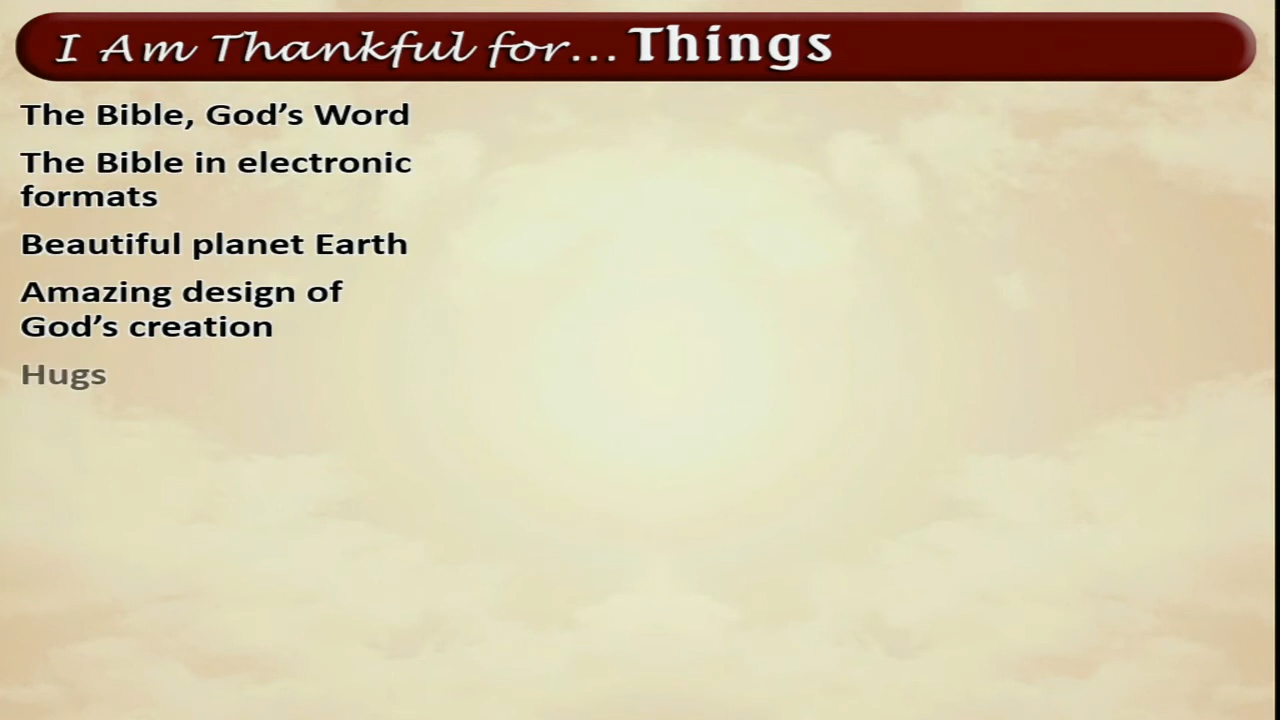 I Am Thankful for... Things
The Bible, God's Word
The Bible in electronic
formats
Beautiful planet Earth
Amazing design of
God's creation
Hugs